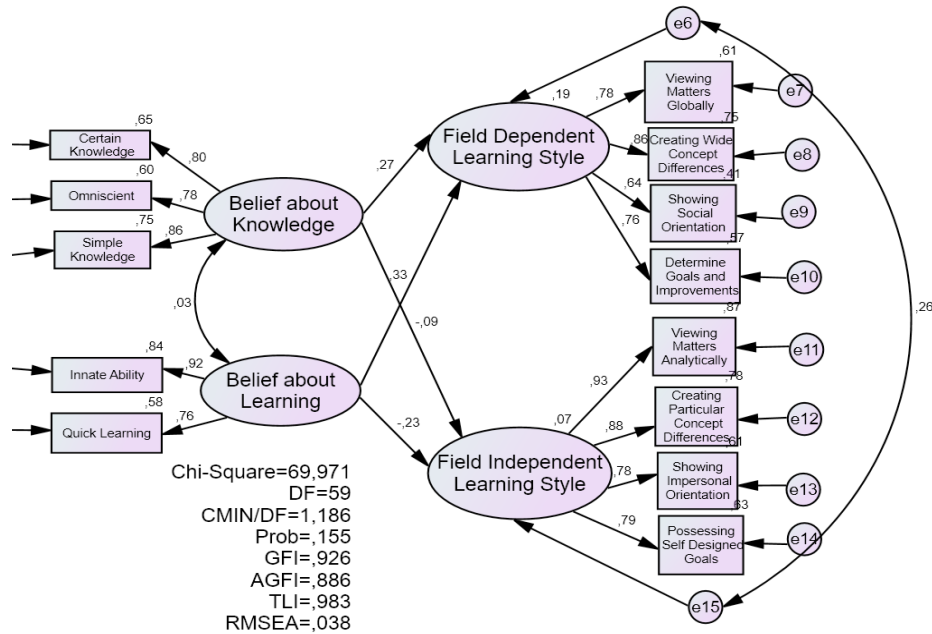 e6
,61
,19
,78
Viewing
Matters
Globally
e7
,75
,65
Certain
Knowledge
,80
Field Dependent
Learning Style
,86
Creating Wide
Concept
Differences
e8
,41
,60
Omniscient
,78
,27
Belief about
Knowledge
,64
Showing
Social
Orientation
e9
,57
,75
Simple
Knowledge
,86
,76
Determine
Goals and
Improvements
e10
,87
,03
,33
-,09
,26
Viewing
Matters
Analytically
e11
,78
,84
Innate Ability
,92
Belief about
Learning
,93
,58
Quick Learning
,76
-,23
,07
,88
Creating
Particular
Concept
Differences
e12
,61
Field Independent
Learning Style
,78
Showing
Impersonal
Orientation
e13
,63
,79
Possessing
Self Designed
Goals
e14
e15
Chi-Square=69,971
DF=59
CMIN/DF=1,186
Prob=,155
GFI=,926
AGFI=,886
TLI=,983
RMSEA=,038